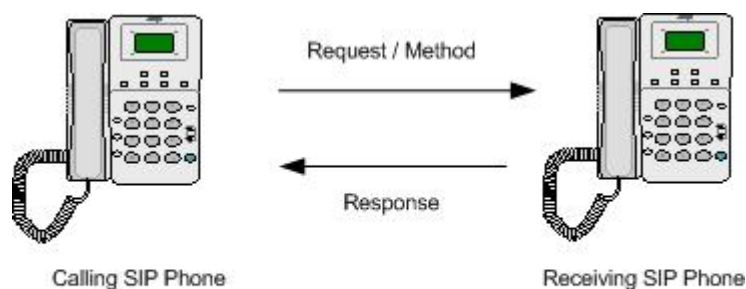 Request / Method
Response
Calling SIP Phone
Receiving SIP Phone